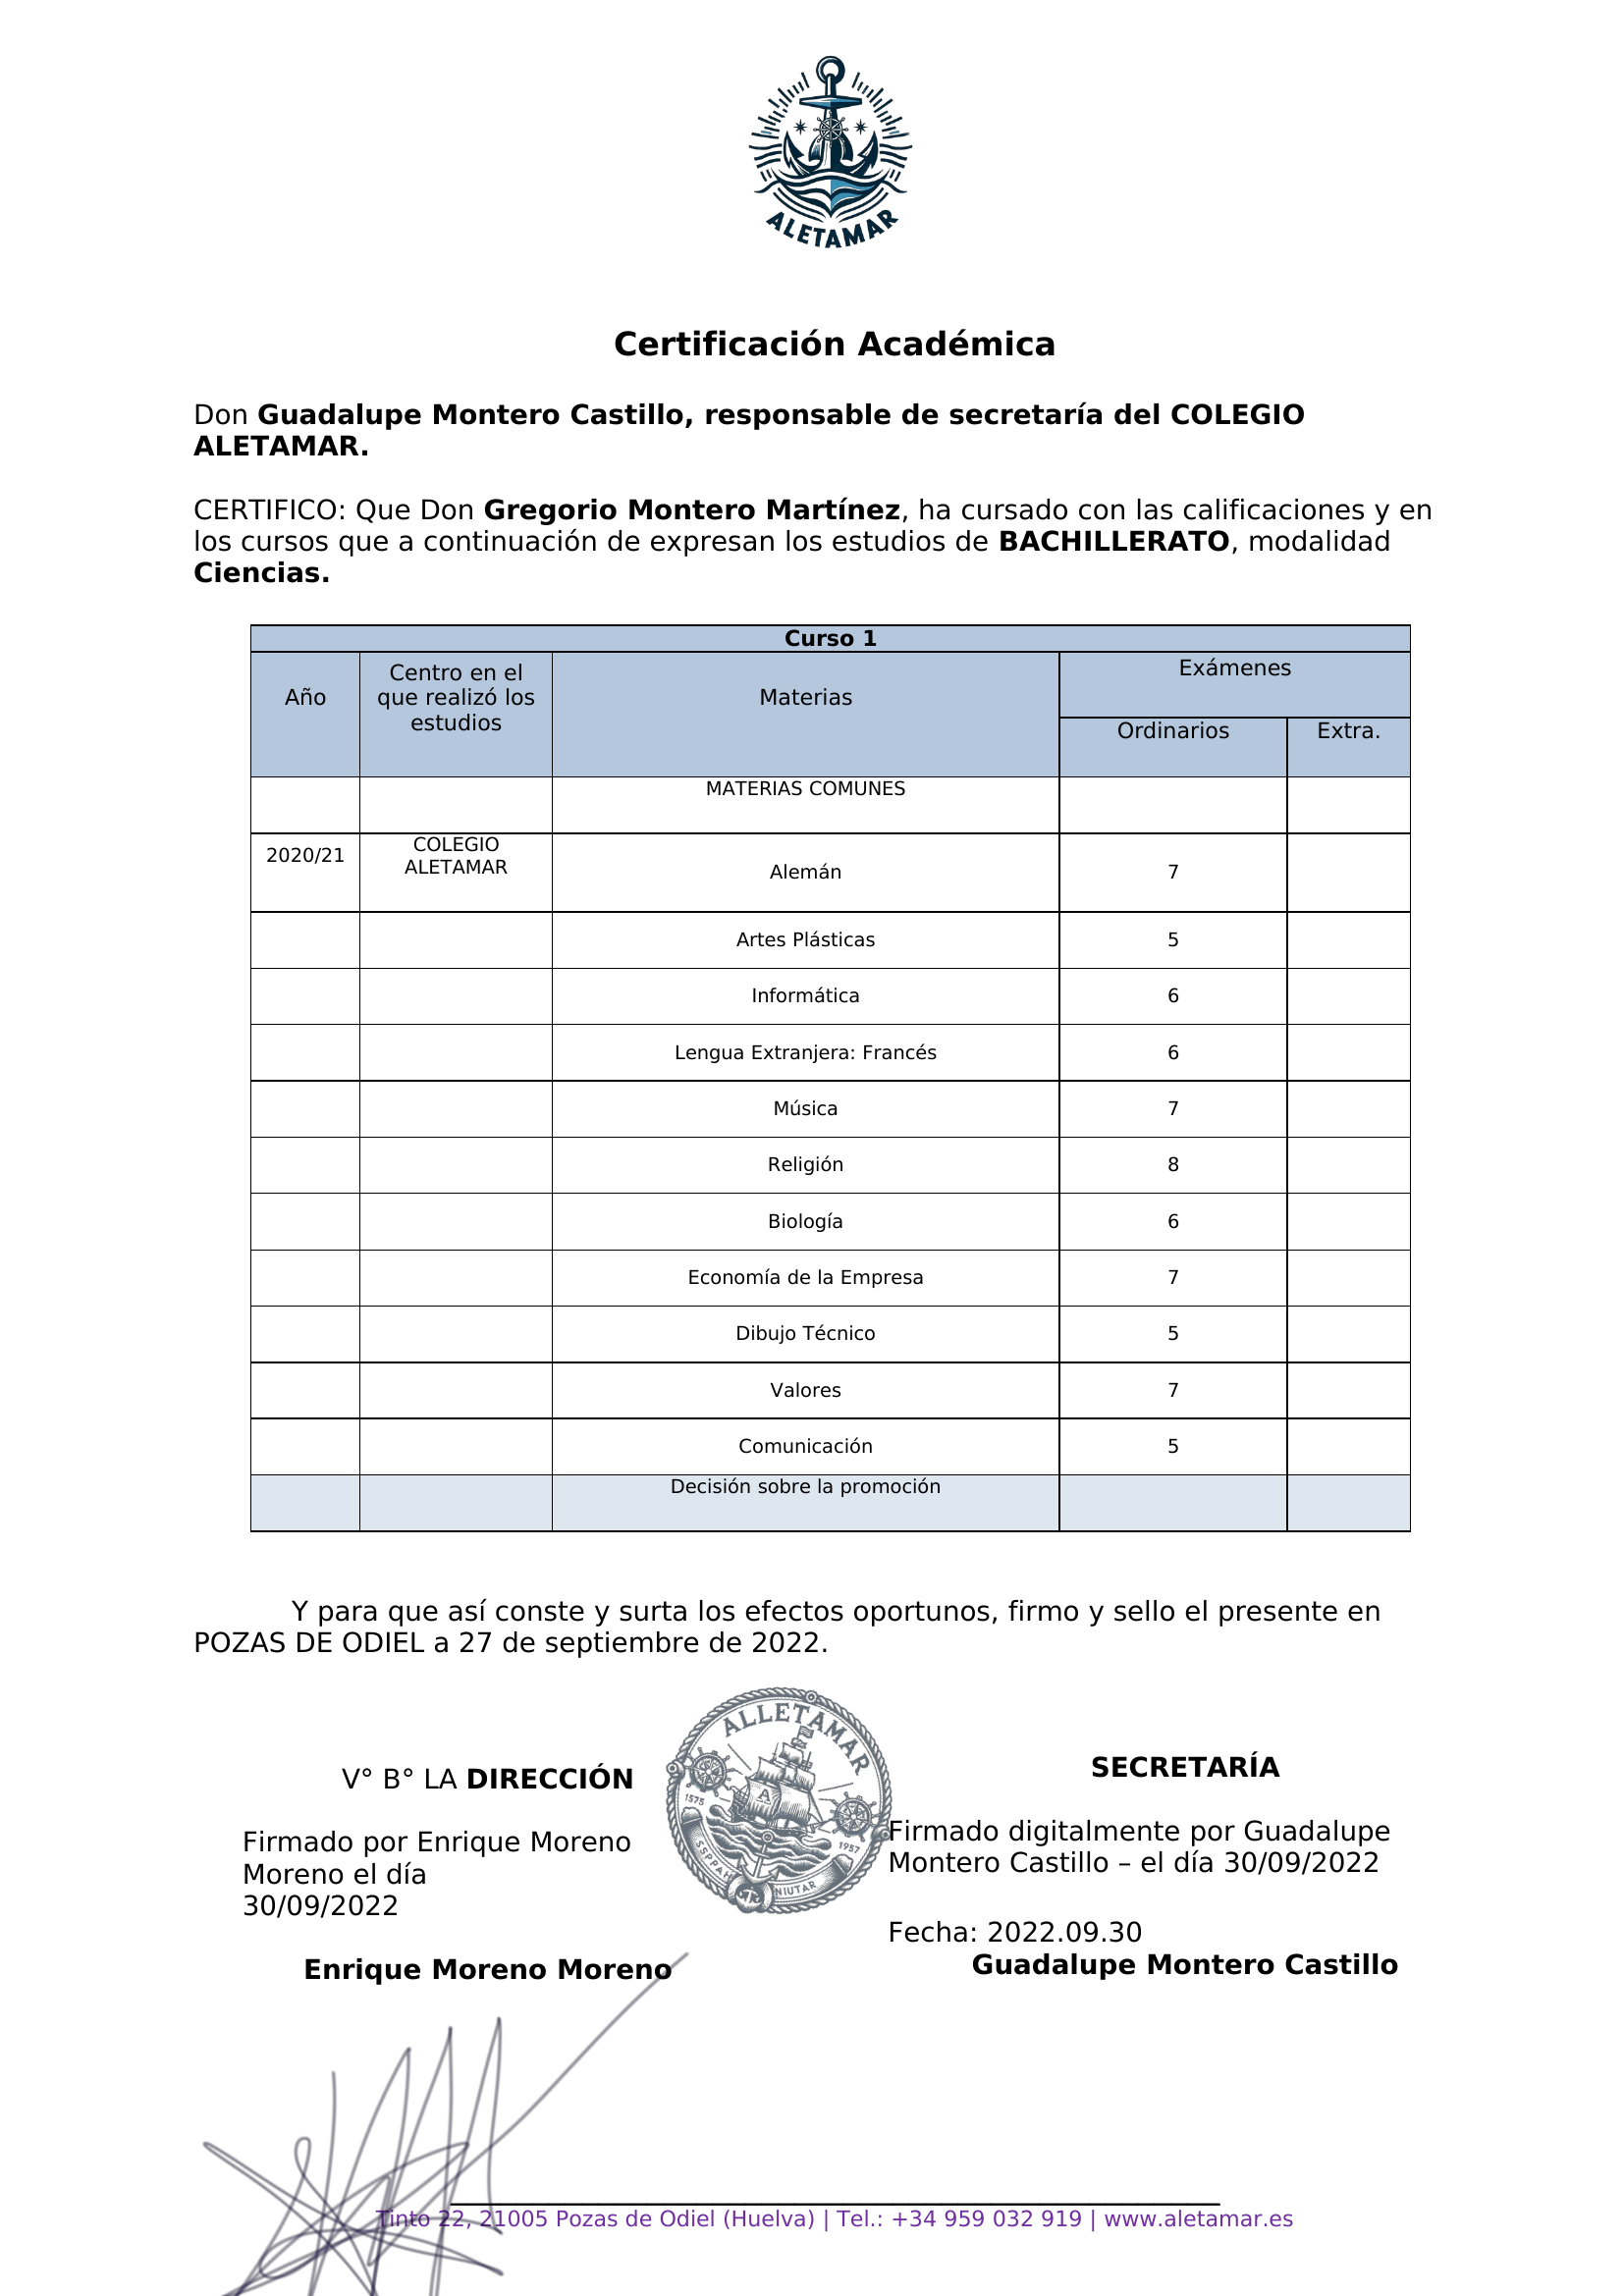 ALETAMAR
Certificación Académica
Don Guadalupe Montero Castillo, responsable de secretaría del COLEGIO
ALETAMAR.
CERTIFICO: Que Don Gregorio Montero Martínez, ha cursado con las calificaciones y en
los cursos que a continuación de expresan los estudios de BACHILLERATO, modalidad
Ciencias.
Curso 1
Año
Centro en el
que realizó los
estudios
Materias
Exámenes
Ordinarios
Extra.
MATERIAS COMUNES
2020/21
COLEGIO
ALETAMAR
Alemán 7
Artes Plásticas 5
Informática 6
Lengua Extranjera: Francés 6
Música 7
Religión 8
Biología 6
Economía de la Empresa 7
Dibujo Técnico 5
Valores 7
Comunicación 5
Decisión sobre la promoción
Y para que así conste y surta los efectos oportunos, firmo y sello el presente en
POZAS DE ODIEL a 27 de septiembre de 2022.
V° B° LA DIRECCIÓN
Firmado por Enrique Moreno
Moreno el día
30/09/2022
Enrique Moreno Moreno
ALLETAMAR
A
1575
1957
NIUTAR
SECRETARÍA
Firmado digitalmente por Guadalupe
Montero Castillo – el día 30/09/2022
Fecha: 2022.09.30
Guadalupe Montero Castillo
Tinto 22, 21005 Pozas de Odiel (Huelva) | Tel.: +34 959 032 919 | www.aletamar.es